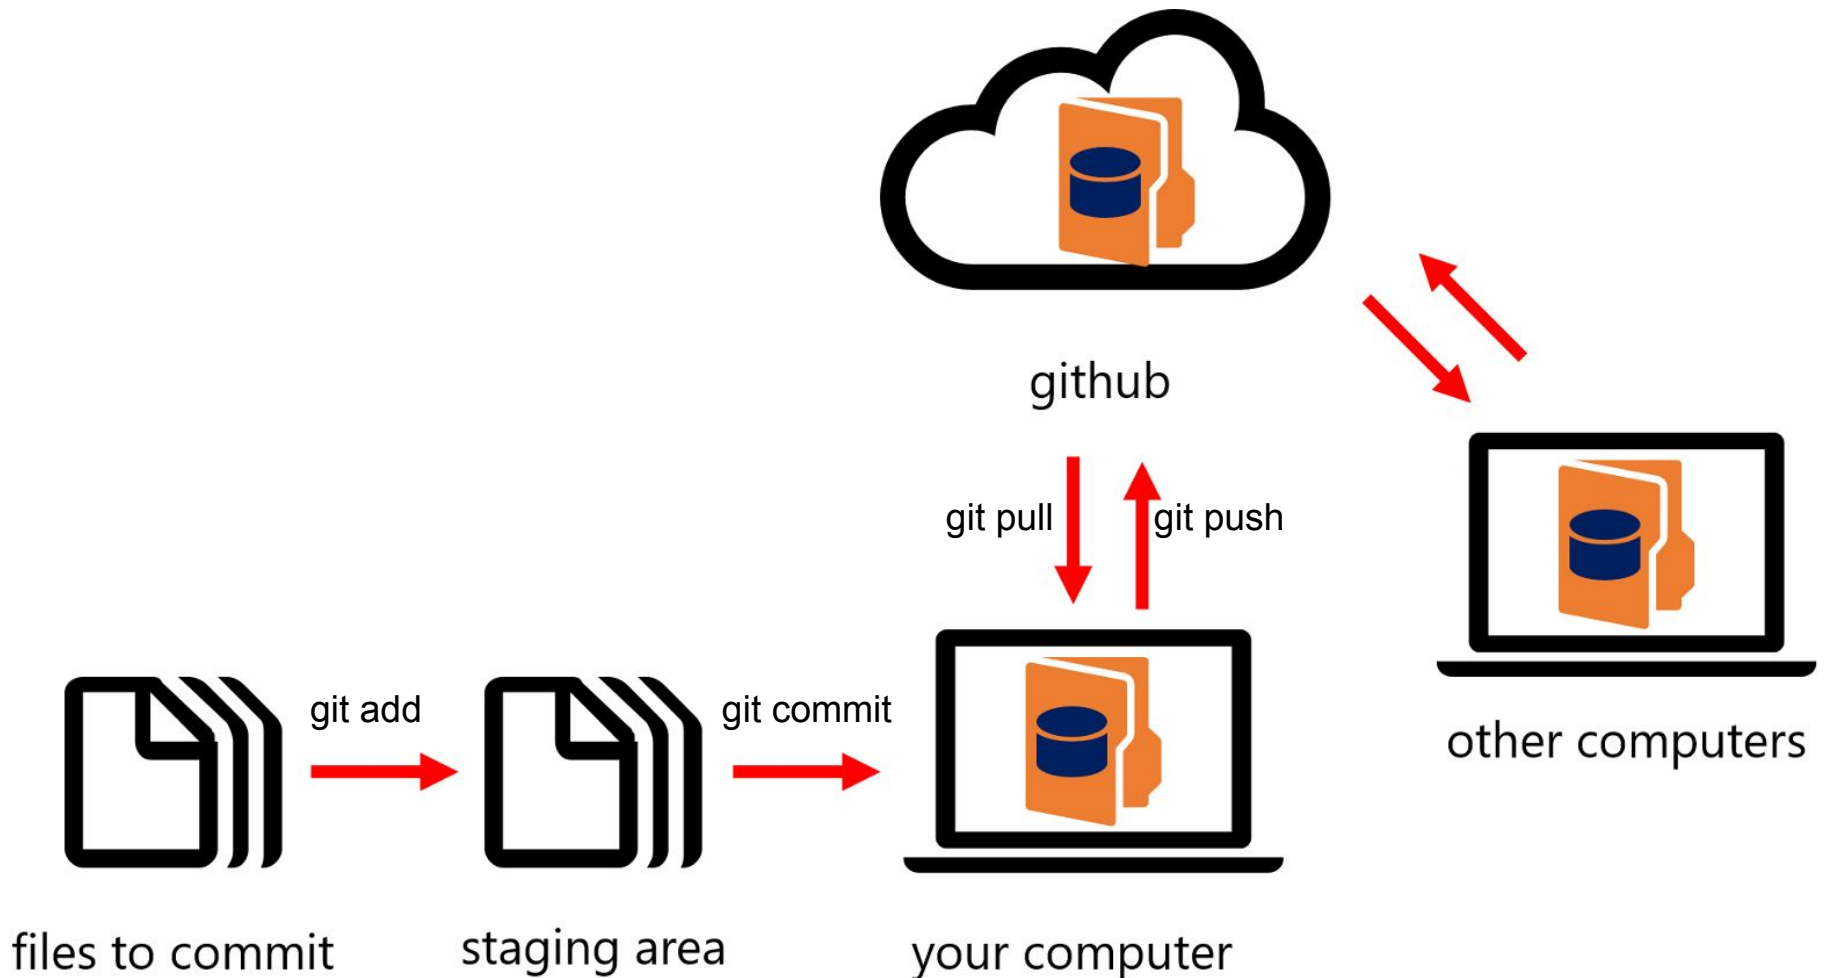 github
git pull
git push
git add
git commit
other computers
files to commit
staging area
your computer